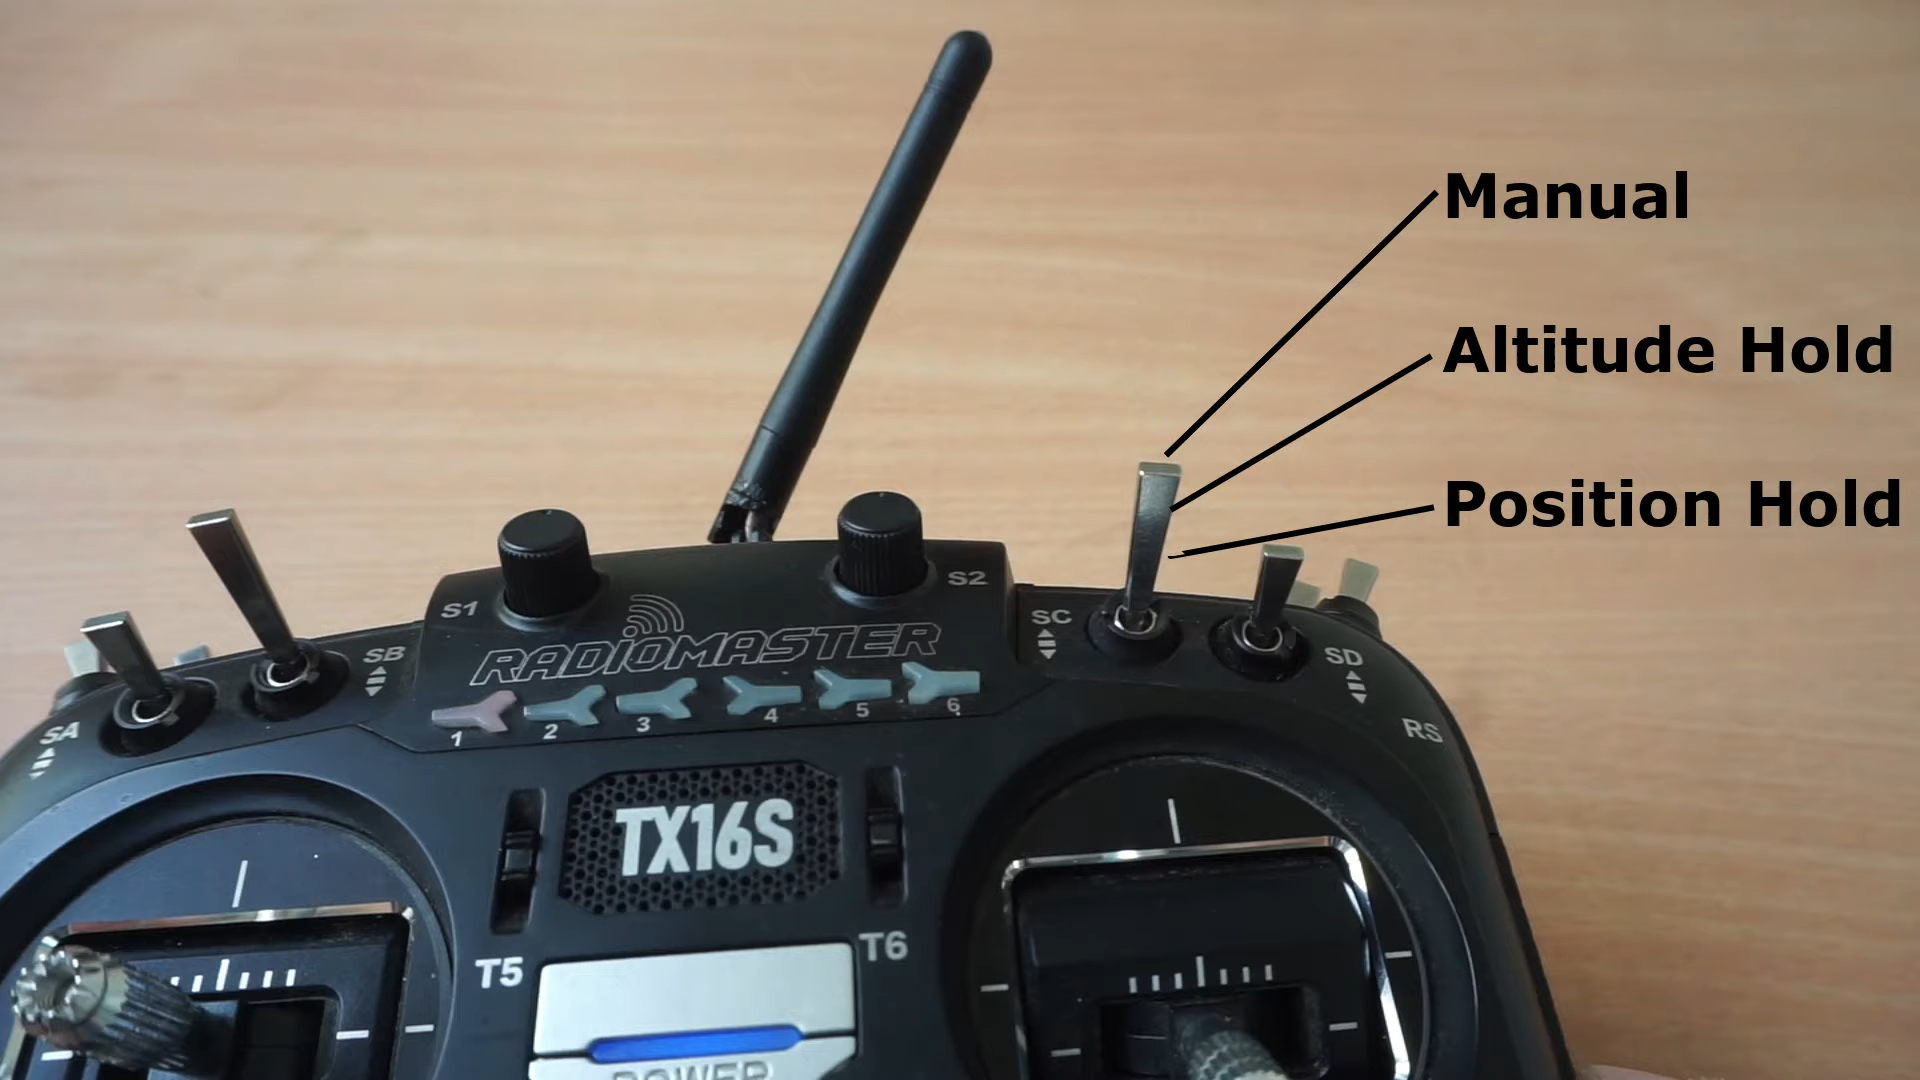 Manual
Altitude Hold
Position Hold
S1
S2
SC
SB
SD
SA
RS
RADIOMASTER
1 2 3 4 5 6
TX16S
T5
T6
POWER